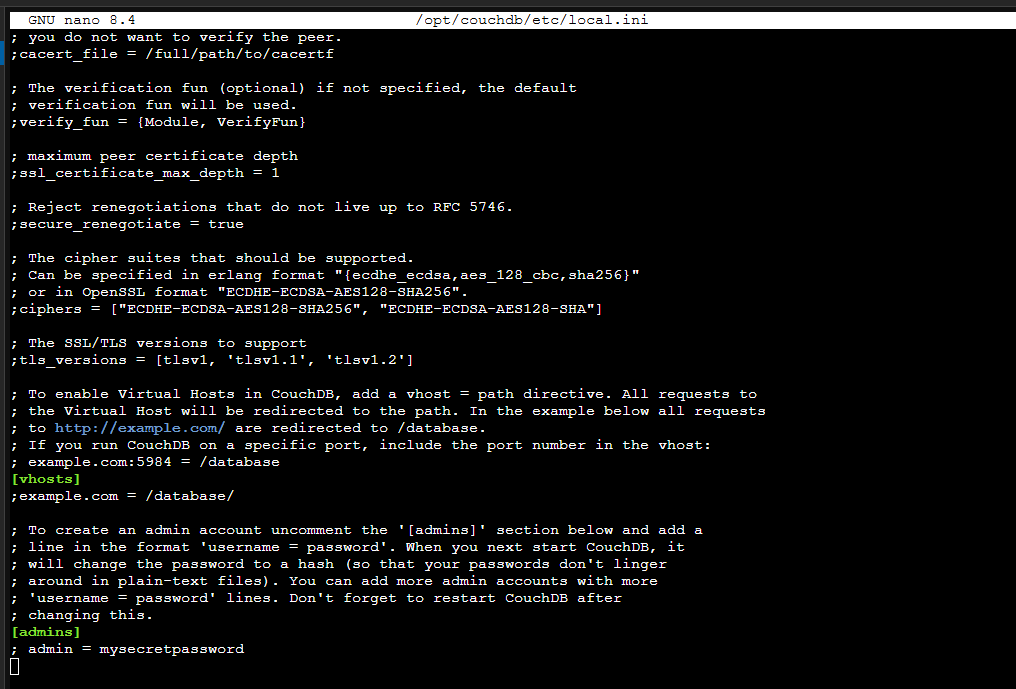 GNU nano 8.4 /opt/couchdb/etc/local.ini
; you do not want to verify the peer.
;cacert_file = /full/path/to/cacertf
; The verification fun (optional) if not specified, the default
; verification fun will be used.
;verify_fun = {Module, VerifyFun}
; maximum peer certificate depth
;ssl_certificate_max_depth = 1
; Reject renegotiations that do not live up to RFC 5746.
;secure_renegotiate = true
; The cipher suites that should be supported.
; Can be specified in erlang format "{ecdhe_ecdsa,aes_128_cbc,sha256}"
; or in OpenSSL format "ECDHE-ECDSA-AES128-SHA256".
;ciphers = ["ECDHE-ECDSA-AES128-SHA256", "ECDHE-ECDSA-AES128-SHA"]
; The SSL/TLS versions to support
;tls_versions = [tlsv1, 'tlsv1.1', 'tlsv1.2']
; To enable Virtual Hosts in CouchDB, add a vhost = path directive. All requests to
; the Virtual Host will be redirected to the path. In the example below all requests
; to http://example.com/ are redirected to /database.
; If you run CouchDB on a specific port, include the port number in the vhost:
; example.com:5984 = /database
[vhosts]
;example.com = /database/
; To create an admin account uncomment the '[admins]' section below and add a
; line in the format 'username = password'. When you next start CouchDB, it
; will change the password to a hash (so that your passwords don't linger
; around in plain-text files). You can add more admin accounts with more
; 'username = password' lines. Don't forget to restart CouchDB after
; changing this.
[admins]
; admin = mysecretpassword